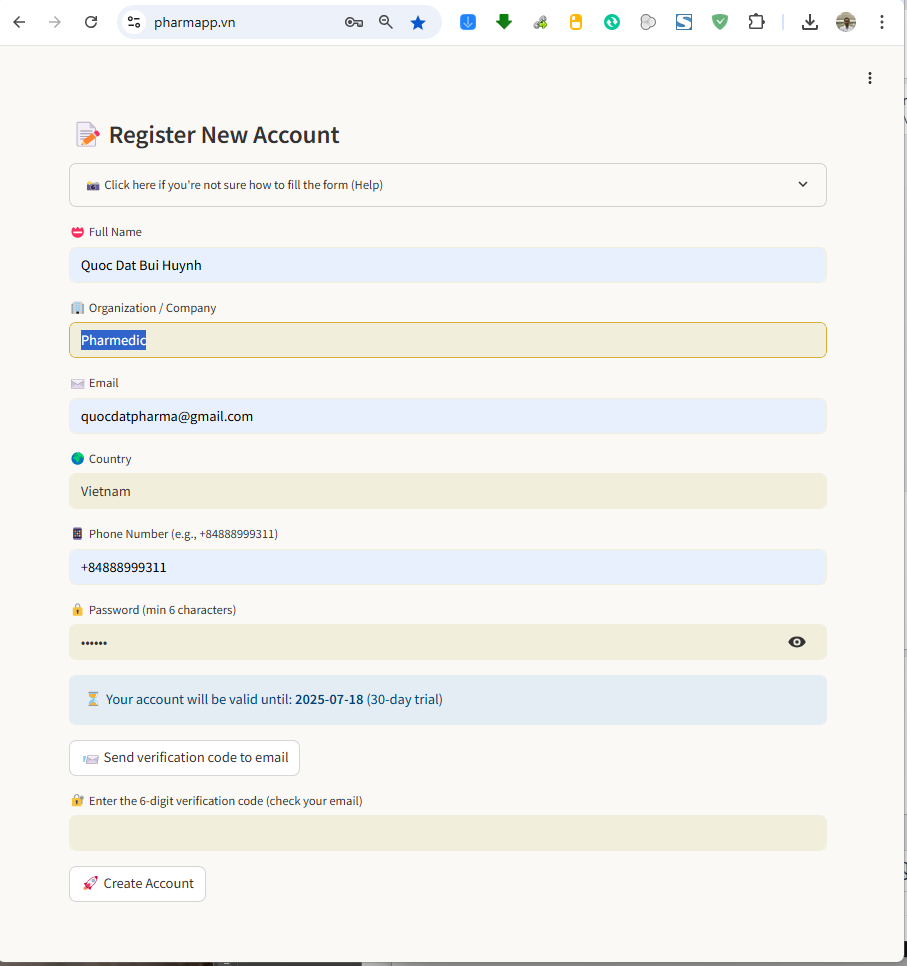 pharmapp.vn
Register New Account
Click here if you're not sure how to fill the form (Help)
Full Name
Quoc Dat Bui Huynh
Organization / Company
Pharmedic
Email
quocdatpharma@gmail.com
Country
Vietnam
Phone Number (e.g., +84888999311)
+84888999311
Password (min 6 characters)
••••••
Your account will be valid until: 2025-07-18 (30-day trial)
Send verification code to email
Enter the 6-digit verification code (check your email)
Create Account